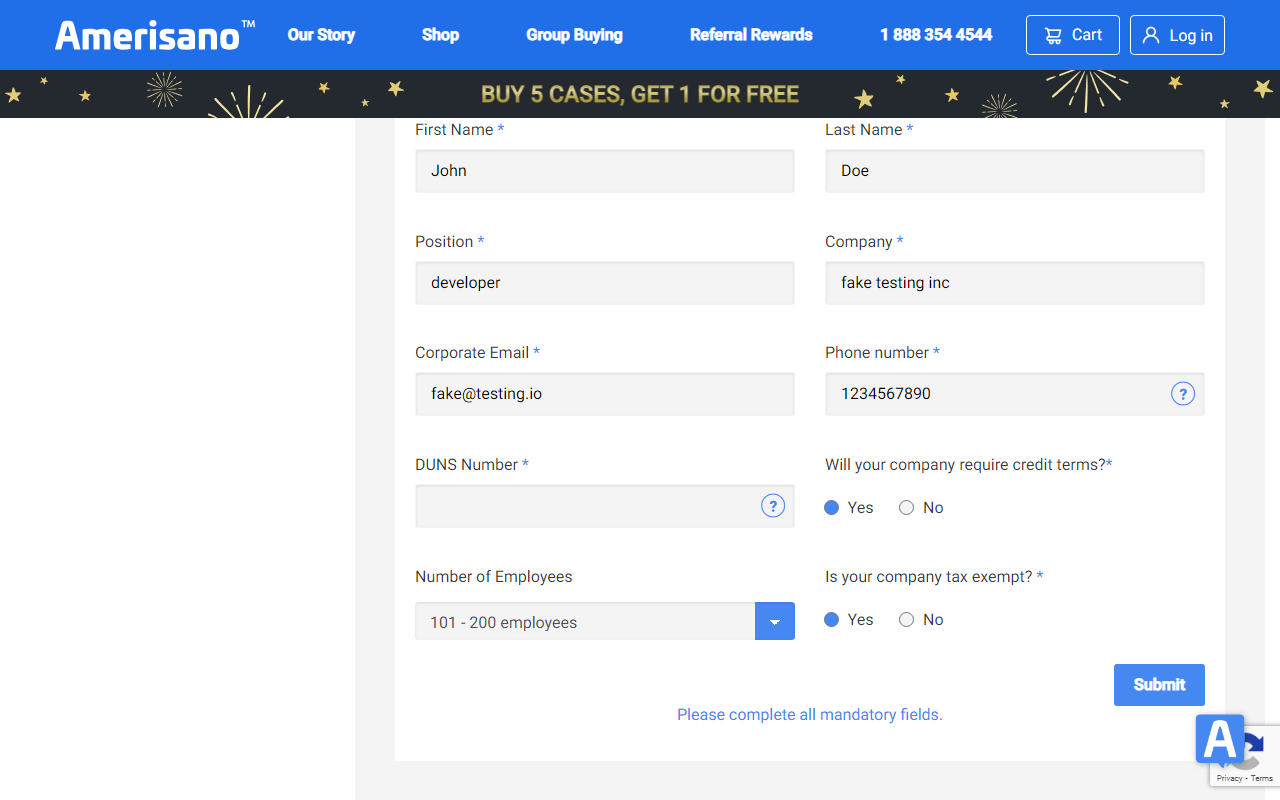 Amerisano™ Our Story Shop Group Buying Referral Rewards 1 888 354 4544 Cart Log in
BUY 5 CASES, GET 1 FOR FREE
First Name * Last Name *
John Doe
Position * Company *
developer fake testing inc
Corporate Email * Phone number *
fake@testing.io 1234567890 ?
DUNS Number * Will your company require credit terms?*
? Yes No
Number of Employees Is your company tax exempt? *
101 - 200 employees Yes No
Submit
Please complete all mandatory fields.
A
Privacy - Terms